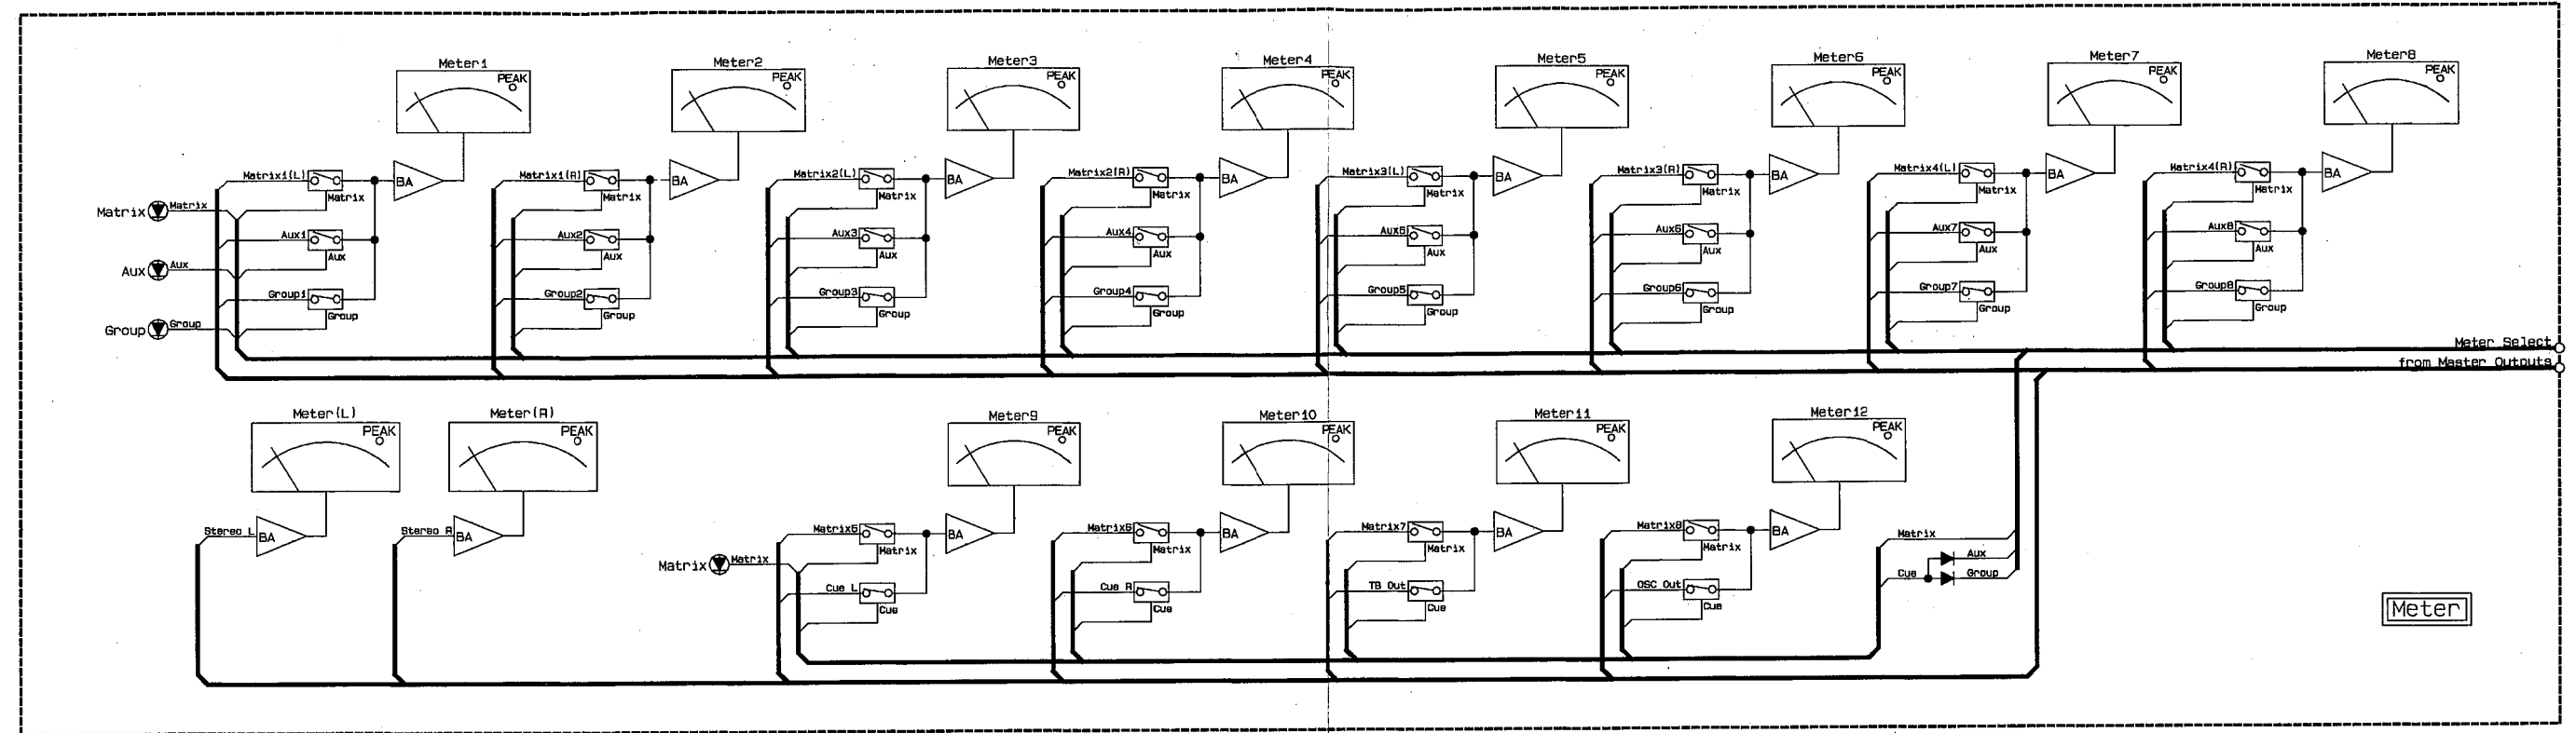 Meter1 Meter2 Meter3 Meter4 Meter5 Meter6 Meter7 Meter8
PEAK PEAK PEAK PEAK PEAK PEAK PEAK PEAK
Matrix1(L) BA Matrix1(R) BA Matrix2(L) BA Matrix2(R) BA Matrix3(L) BA Matrix3(R) BA Matrix4(L) BA Matrix4(R) BA
Matrix Matrix Matrix Matrix Matrix Matrix Matrix Matrix Matrix Matrix
Aux1 Aux2 Aux3 Aux4 Aux5 Aux6 Aux7 Aux8
Aux Aux Aux Aux Aux Aux Aux Aux Aux Aux
Group1 Group2 Group3 Group4 Group5 Group6 Group7 Group8
Group Group Group Group Group Group Group Group Group Group
Meter Select
from Master Outputs
Meter(L) Meter(R) Meter9 Meter10 Meter11 Meter12
PEAK PEAK PEAK PEAK PEAK PEAK
Stereo L BA Stereo R BA Matrix5 BA Matrix6 BA Matrix7 BA Matrix8 BA
Matrix
Matrix Matrix Matrix Matrix
Matrix Matrix
Aux
Cue L Cue R TB Out OSC Out
Cue Group
Cue Cue Cue Cue
Meter